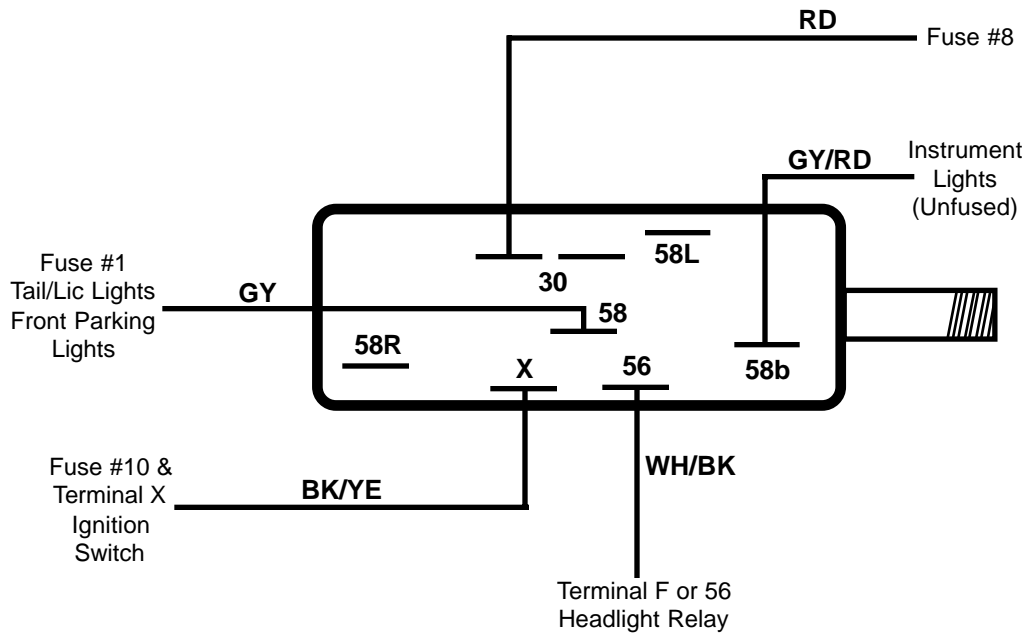 RD
Fuse #8
GY/RD
Instrument
Lights
(Unfused)
58L
30
Fuse #1
Tail/Lic Lights
Front Parking
Lights
GY
58
58R
X
56
58b
Fuse #10 &
Terminal X
Ignition
Switch
BK/YE
WH/BK
Terminal F or 56
Headlight Relay